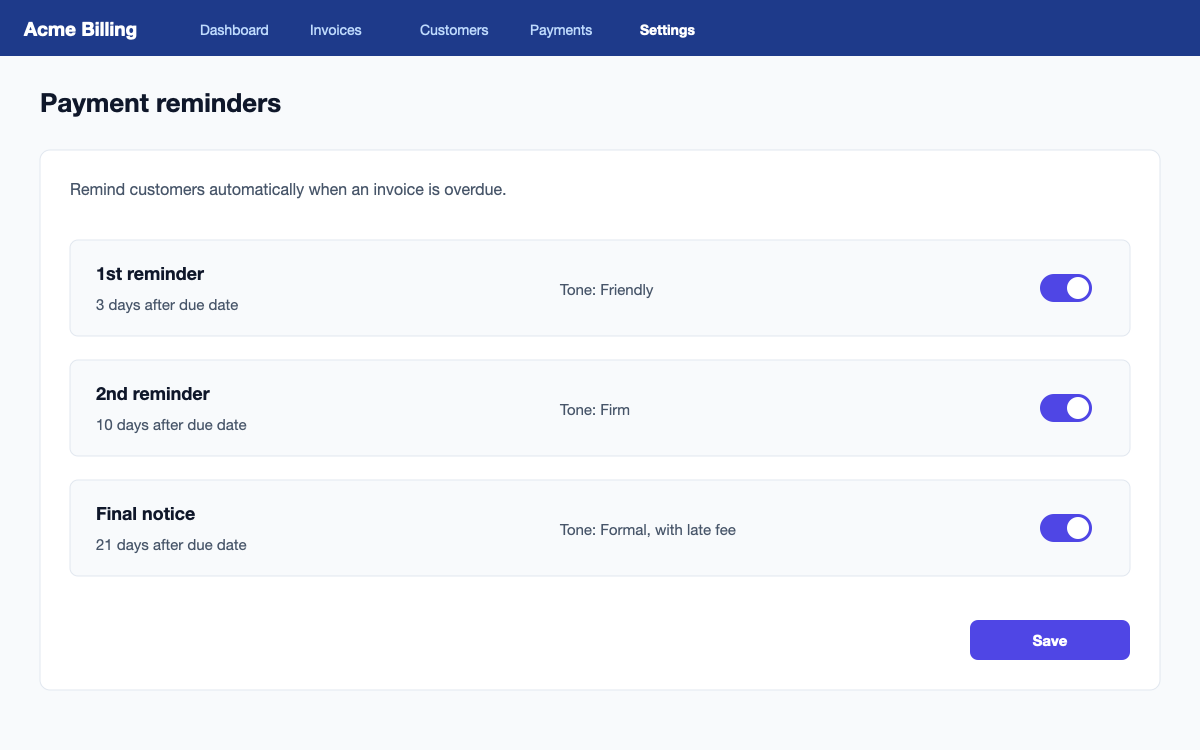 Acme Billing Dashboard Invoices Customers Payments Settings
Payment reminders
Remind customers automatically when an invoice is overdue.
1st reminder
3 days after due date
Tone: Friendly
2nd reminder
10 days after due date
Tone: Firm
Final notice
21 days after due date
Tone: Formal, with late fee
Save